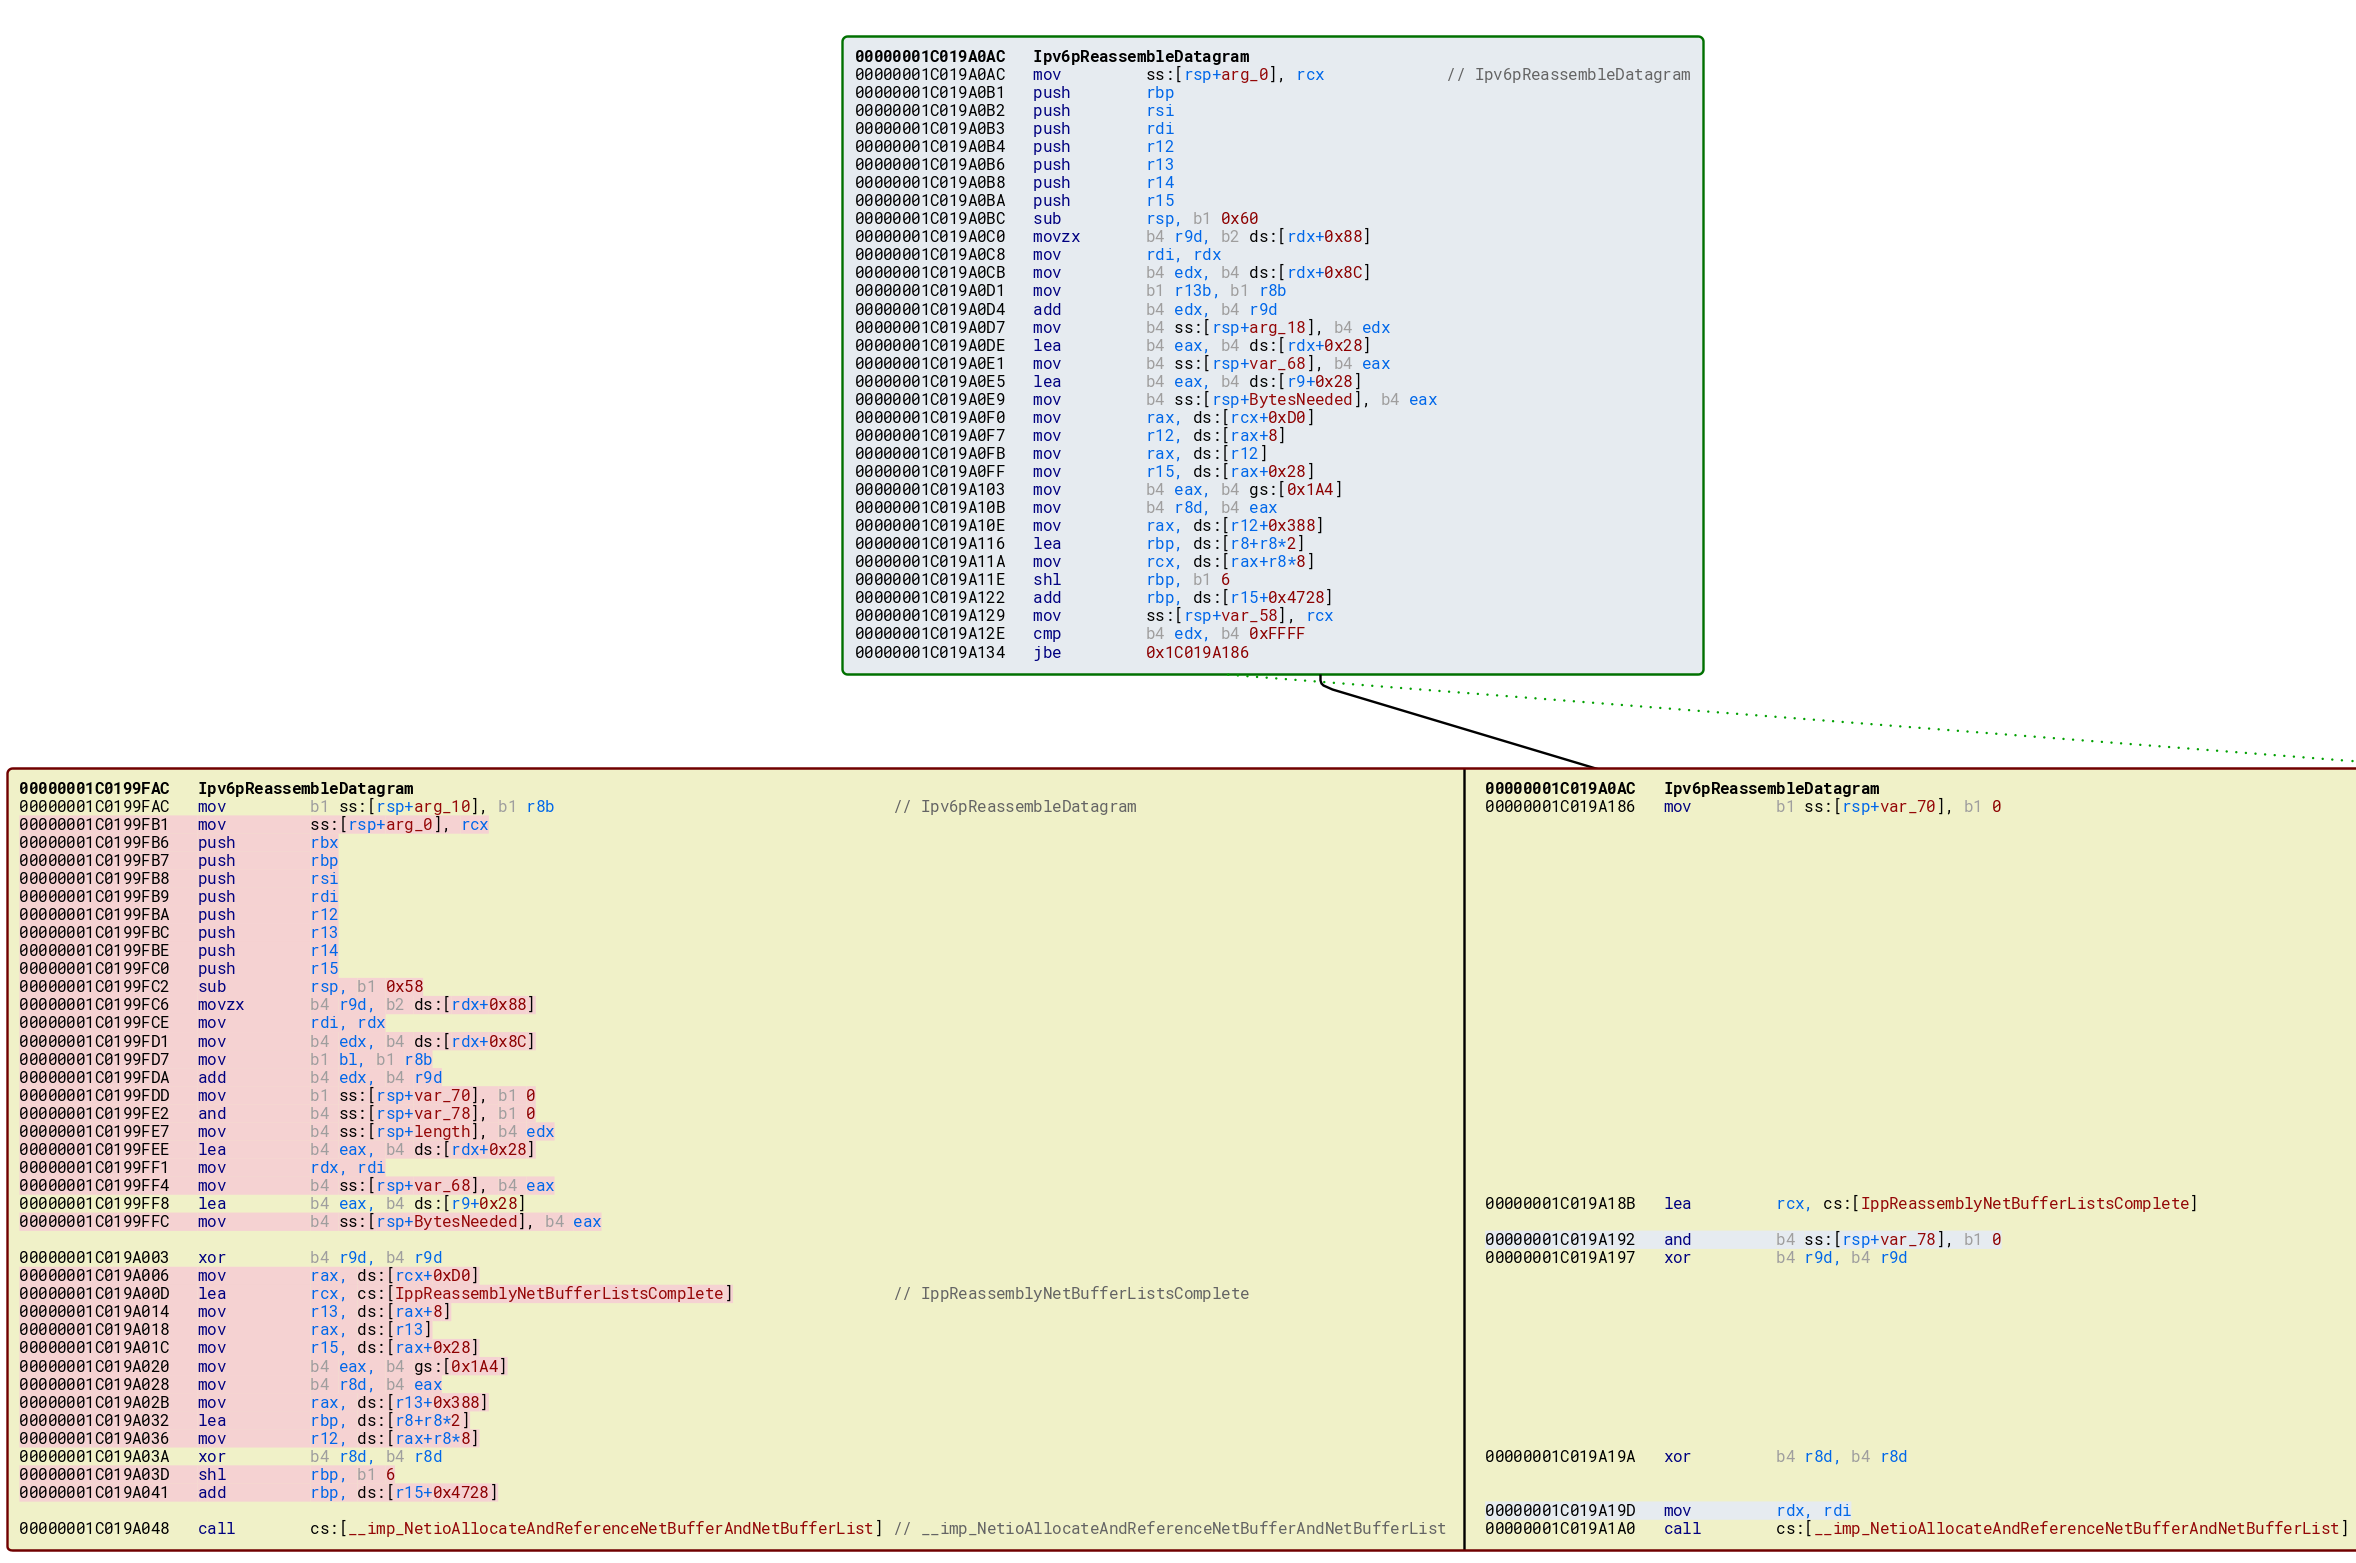 00000001C019A0AC Ipv6pReassembleDatagram
00000001C019A0AC mov ss:[rsp+arg_0], rcx // Ipv6pReassembleDatagram
00000001C019A0B1 push rbp
00000001C019A0B2 push rsi
00000001C019A0B3 push rdi
00000001C019A0B4 push r12
00000001C019A0B6 push r13
00000001C019A0B8 push r14
00000001C019A0BA push r15
00000001C019A0BC sub rsp, b1 0x60
00000001C019A0C0 movzx b4 r9d, b2 ds:[rdx+0x88]
00000001C019A0C8 mov rdi, rdx
00000001C019A0CB mov b4 edx, b4 ds:[rdx+0x8C]
00000001C019A0D1 mov b1 r13b, b1 r8b
00000001C019A0D4 add b4 edx, b4 r9d
00000001C019A0D7 mov b4 ss:[rsp+arg_18], b4 edx
00000001C019A0DE lea b4 eax, b4 ds:[rdx+0x28]
00000001C019A0E1 mov b4 ss:[rsp+var_68], b4 eax
00000001C019A0E5 lea b4 eax, b4 ds:[r9+0x28]
00000001C019A0E9 mov b4 ss:[rsp+BytesNeeded], b4 eax
00000001C019A0F0 mov rax, ds:[rcx+0xD0]
00000001C019A0F7 mov r12, ds:[rax+8]
00000001C019A0FB mov rax, ds:[r12]
00000001C019A0FF mov r15, ds:[rax+0x28]
00000001C019A103 mov b4 eax, b4 gs:[0x1A4]
00000001C019A10B mov b4 r8d, b4 eax
00000001C019A10E mov rax, ds:[r12+0x388]
00000001C019A116 lea rbp, ds:[r8+r8*2]
00000001C019A11A mov rcx, ds:[rax+r8*8]
00000001C019A11E shl rbp, b1 6
00000001C019A122 add rbp, ds:[r15+0x4728]
00000001C019A129 mov ss:[rsp+var_58], rcx
00000001C019A12E cmp b4 edx, b4 0xFFFF
00000001C019A134 jbe 0x1C019A186
00000001C0199FAC Ipv6pReassembleDatagram
00000001C0199FAC mov b1 ss:[rsp+arg_10], b1 r8b // Ipv6pReassembleDatagram
00000001C0199FB1 mov ss:[rsp+arg_0], rcx
00000001C0199FB6 push rbx
00000001C0199FB7 push rbp
00000001C0199FB8 push rsi
00000001C0199FB9 push rdi
00000001C0199FBA push r12
00000001C0199FBC push r13
00000001C0199FBE push r14
00000001C0199FC0 push r15
00000001C0199FC2 sub rsp, b1 0x58
00000001C0199FC6 movzx b4 r9d, b2 ds:[rdx+0x88]
00000001C0199FCE mov rdi, rdx
00000001C0199FD1 mov b4 edx, b4 ds:[rdx+0x8C]
00000001C0199FD7 mov b1 bl, b1 r8b
00000001C0199FDA add b4 edx, b4 r9d
00000001C0199FDD mov b1 ss:[rsp+var_70], b1 0
00000001C0199FE2 and b4 ss:[rsp+var_78], b1 0
00000001C0199FE7 mov b4 ss:[rsp+length], b4 edx
00000001C0199FEE lea b4 eax, b4 ds:[rdx+0x28]
00000001C0199FF1 mov rdx, rdi
00000001C0199FF4 mov b4 ss:[rsp+var_68], b4 eax
00000001C0199FF8 lea b4 eax, b4 ds:[r9+0x28]
00000001C0199FFC mov b4 ss:[rsp+BytesNeeded], b4 eax
00000001C019A003 xor b4 r9d, b4 r9d
00000001C019A006 mov rax, ds:[rcx+0xD0]
00000001C019A00D lea rcx, cs:[IppReassemblyNetBufferListsComplete] // IppReassemblyNetBufferListsComplete
00000001C019A014 mov r13, ds:[rax+8]
00000001C019A018 mov rax, ds:[r13]
00000001C019A01C mov r15, ds:[rax+0x28]
00000001C019A020 mov b4 eax, b4 gs:[0x1A4]
00000001C019A028 mov b4 r8d, b4 eax
00000001C019A02B mov rax, ds:[r13+0x388]
00000001C019A032 lea rbp, ds:[r8+r8*2]
00000001C019A036 mov r12, ds:[rax+r8*8]
00000001C019A03A xor b4 r8d, b4 r8d
00000001C019A03D shl rbp, b1 6
00000001C019A041 add rbp, ds:[r15+0x4728]
00000001C019A048 call cs:[__imp_NetioAllocateAndReferenceNetBufferAndNetBufferList] // __imp_NetioAllocateAndReferenceNetBufferAndNetBufferList
00000001C019A0AC Ipv6pReassembleDatagram
00000001C019A186 mov b1 ss:[rsp+var_70], b1 0
00000001C019A18B lea rcx, cs:[IppReassemblyNetBufferListsComplete]
00000001C019A192 and b4 ss:[rsp+var_78], b1 0
00000001C019A197 xor b4 r9d, b4 r9d
00000001C019A19A xor b4 r8d, b4 r8d
00000001C019A19D mov rdx, rdi
00000001C019A1A0 call cs:[__imp_NetioAllocateAndReferenceNetBufferAndNetBufferList]